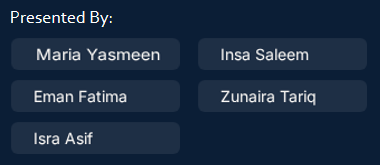 Presented By:
Maria Yasmeen
Insa Saleem
Eman Fatima
Zunaira Tariq
Isra Asif